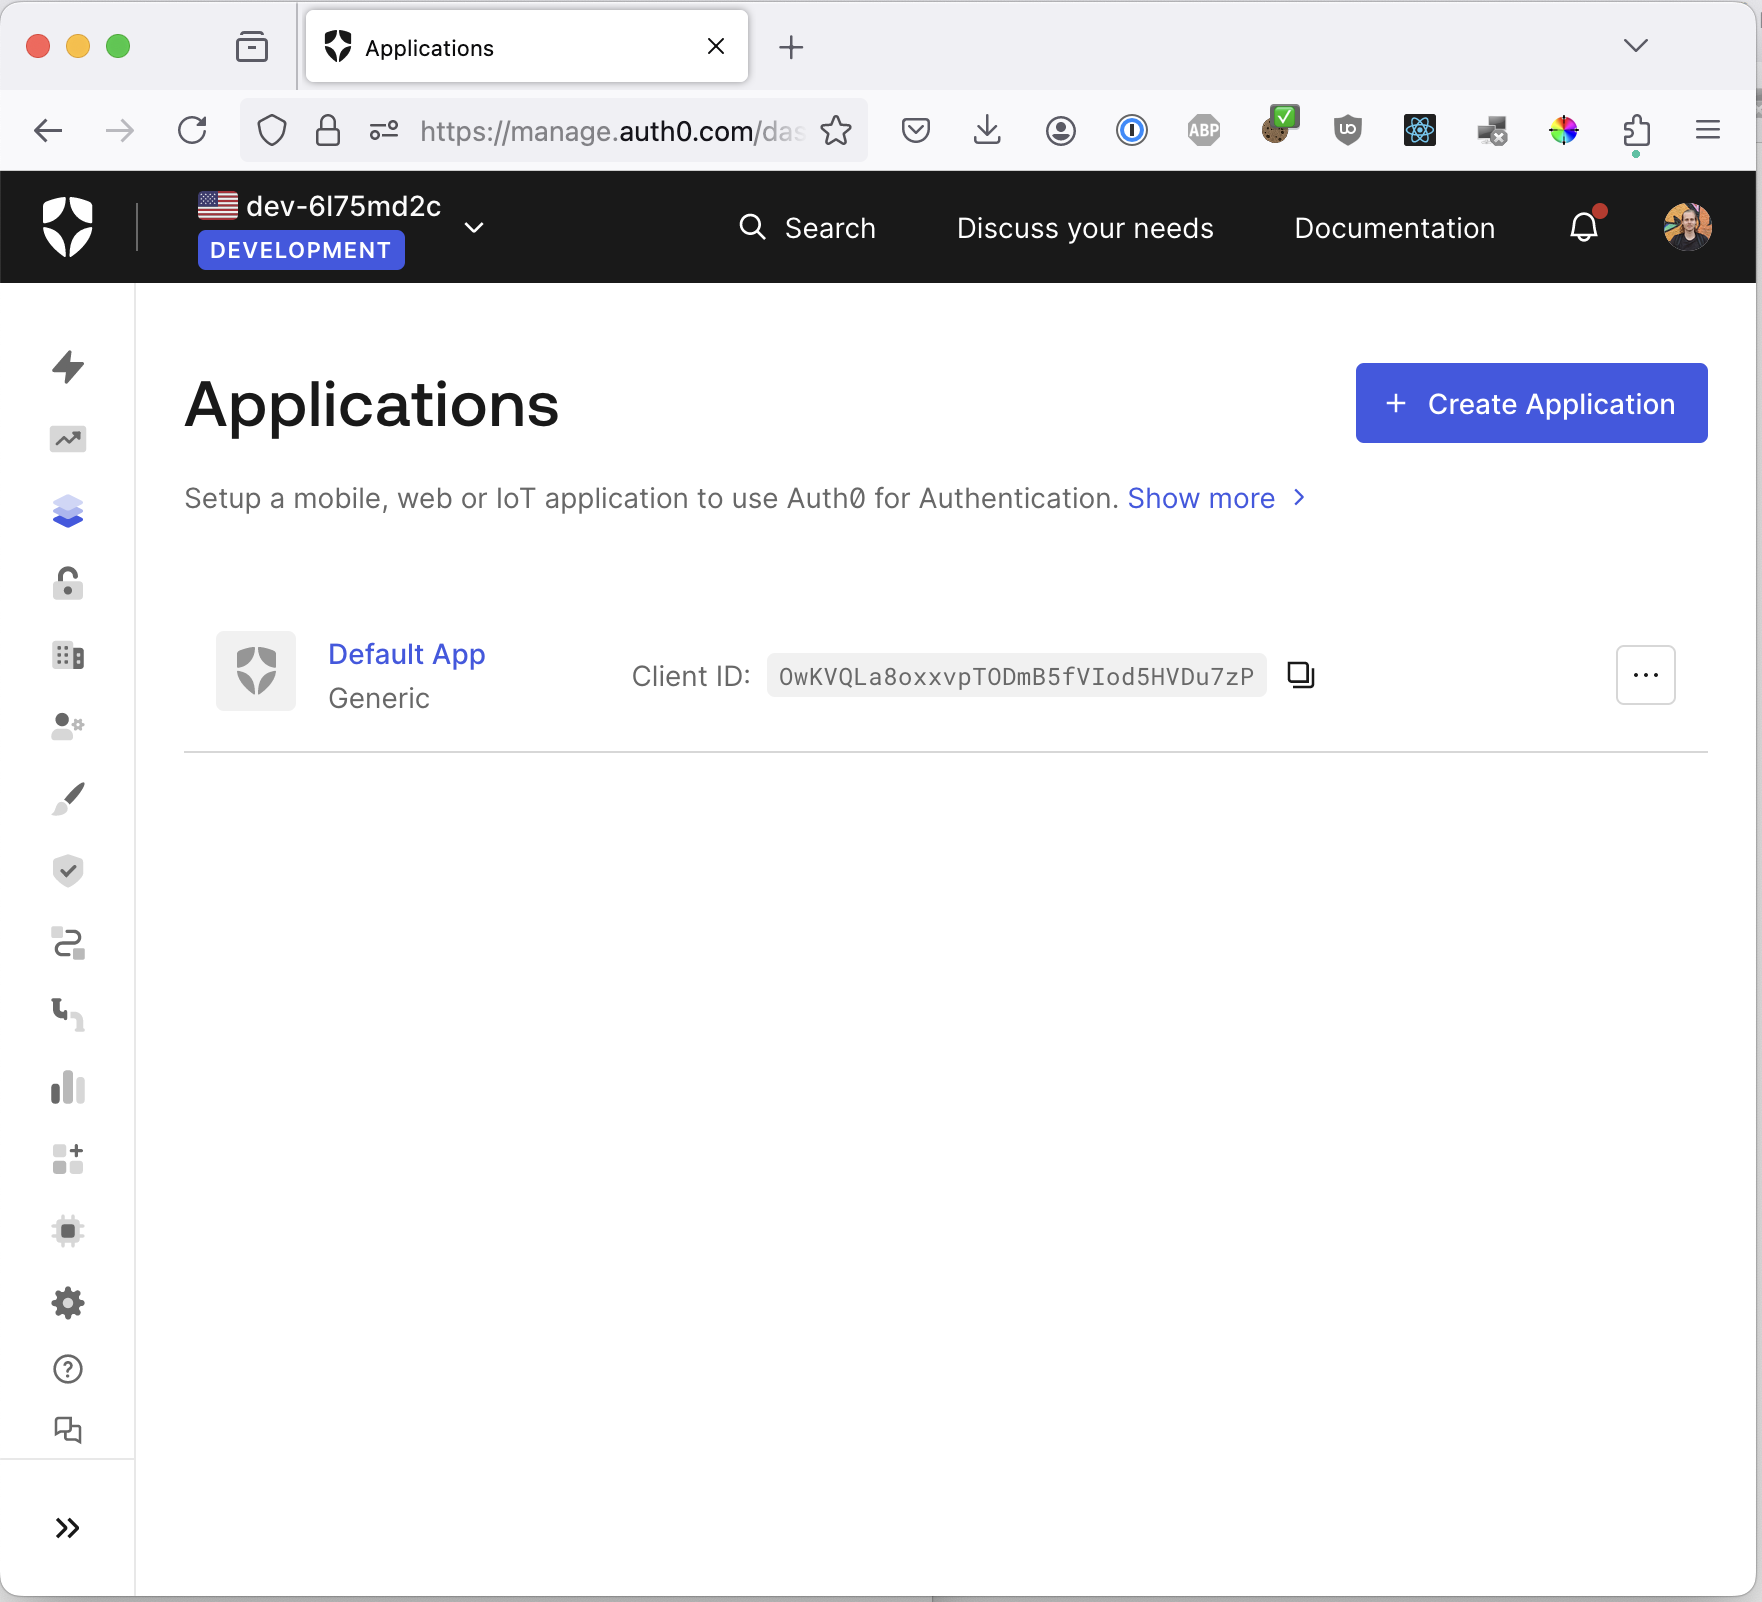 Applications
https://manage.auth0.com/das
ABP
dev-6l75md2c
DEVELOPMENT
Search
Discuss your needs
Documentation
Applications
+ Create Application
Setup a mobile, web or IoT application to use Auth0 for Authentication. Show more
Default App
Generic
Client ID: OwKVQLa8oxxvpTODmB5fVIod5HVDu7zP